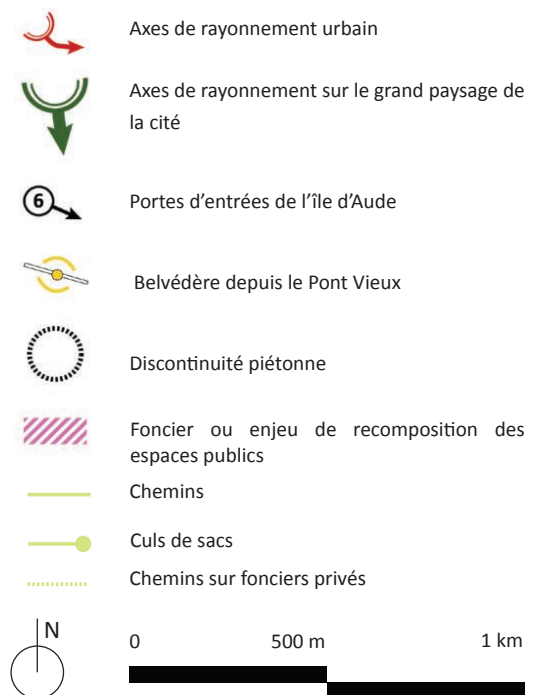 Axes de rayonnement urbain
Axes de rayonnement sur le grand paysage de
la cité
6
Portes d’entrées de l’île d’Aude
Belvédère depuis le Pont Vieux
Discontinuité piétonne
Foncier ou enjeu de recomposition des
espaces publics
Chemins
Culs de sacs
Chemins sur fonciers privés
N
0 500 m 1 km